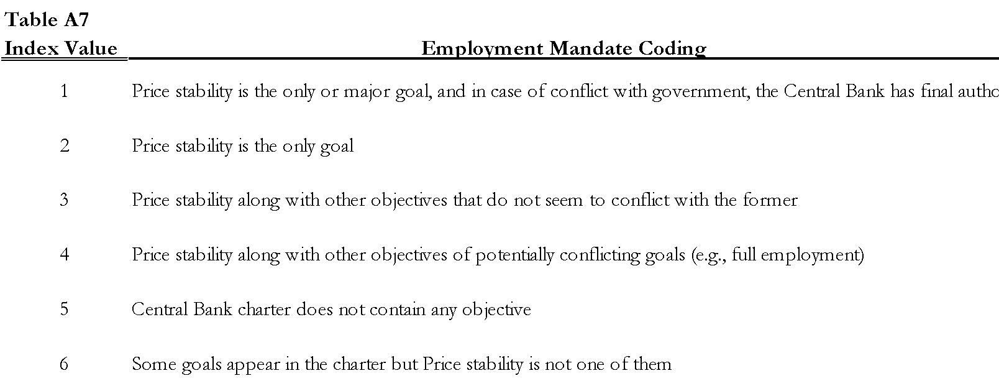 Table A7
Index Value Employment Mandate Coding
1 Price stability is the only or major goal, and in case of conflict with government, the Central Bank has final
2 Price stability is the only goal
3 Price stability along with other objectives that do not seem to conflict with the former
4 Price stability along with other objectives of potentially conflicting goals (e.g., full employment)
5 Central Bank charter does not contain any objective
6 Some goals appear in the charter but Price stability is not one of them